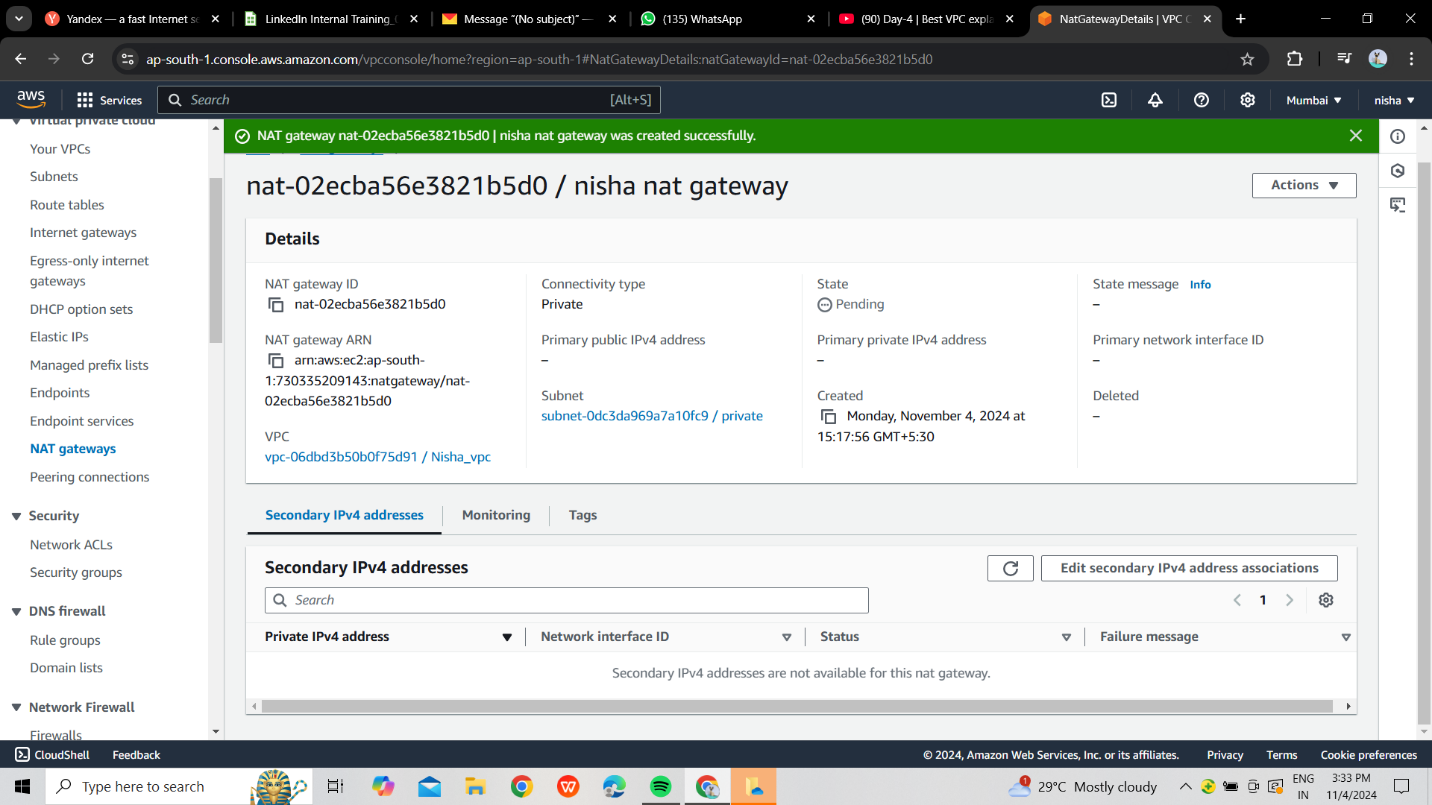 Yandex — a fast Internet se
LinkedIn Internal Training_(
Message "(No subject)" —
(135) WhatsApp
(90) Day-4 | Best VPC expla
NatGatewayDetails | VPC C
ap-south-1.console.aws.amazon.com/vpcconsole/home?region=ap-south-1#NatGatewayDetails:natGatewayId=nat-02ecba56e3821b5d0
aws
Services
Search
[Alt+S]
Mumbai ▼
nisha ▼
Virtual private cloud
Your VPCs
Subnets
Route tables
Internet gateways
Egress-only internet
gateways
DHCP option sets
Elastic IPs
Managed prefix lists
Endpoints
Endpoint services
NAT gateways
Peering connections
Security
Network ACLs
Security groups
DNS firewall
Rule groups
Domain lists
Network Firewall
Firewalls
NAT gateway nat-02ecba56e3821b5d0 | nisha nat gateway was created successfully.
nat-02ecba56e3821b5d0 / nisha nat gateway
Actions ▼
Details
NAT gateway ID
nat-02ecba56e3821b5d0
Connectivity type
Private
State
Pending
State message Info
–
NAT gateway ARN
arn:aws:ec2:ap-south-
1:730335209143:natgateway/nat-
02ecba56e3821b5d0
Primary public IPv4 address
–
Primary private IPv4 address
–
Primary network interface ID
–
VPC
vpc-06dbd3b50b0f75d91 / Nisha_vpc
Subnet
subnet-0dc3da969a7a10fc9 / private
Created
Monday, November 4, 2024 at
15:17:56 GMT+5:30
Deleted
–
Secondary IPv4 addresses
Monitoring
Tags
Secondary IPv4 addresses
Edit secondary IPv4 address associations
Search
1
Private IPv4 address
Network interface ID
Status
Failure message
Secondary IPv4 addresses are not available for this nat gateway.
CloudShell
Feedback
© 2024, Amazon Web Services, Inc. or its affiliates.
Privacy
Terms
Cookie preferences
Type here to search
1
29°C Mostly cloudy
ENG
IN
3:33 PM
11/4/2024